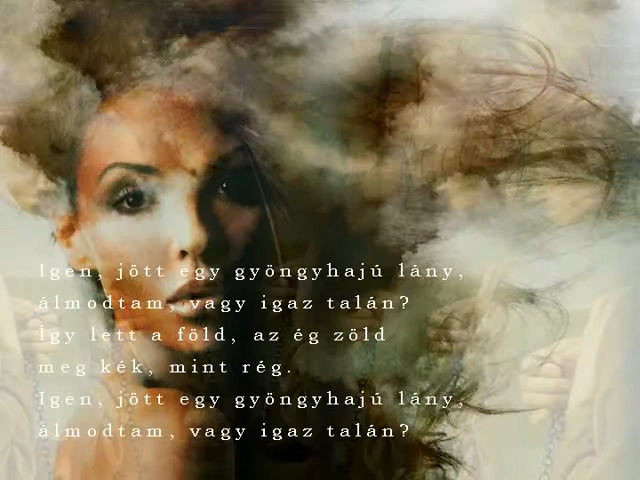 Igen, jött egy gyöngyhajú lány,
álmodtam, vagy igaz talán?
Így lett a föld, az ég zöld
meg kék, mint rég.
Igen, jött egy gyöngyhajú lány,
álmodtam, vagy igaz talán?